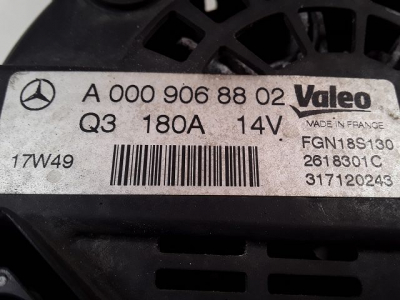 A 000 906 88 02 Valeo
MADE IN FRANCE
Q3 180A 14V
FGN18S130
17W49
2618301C
317120243